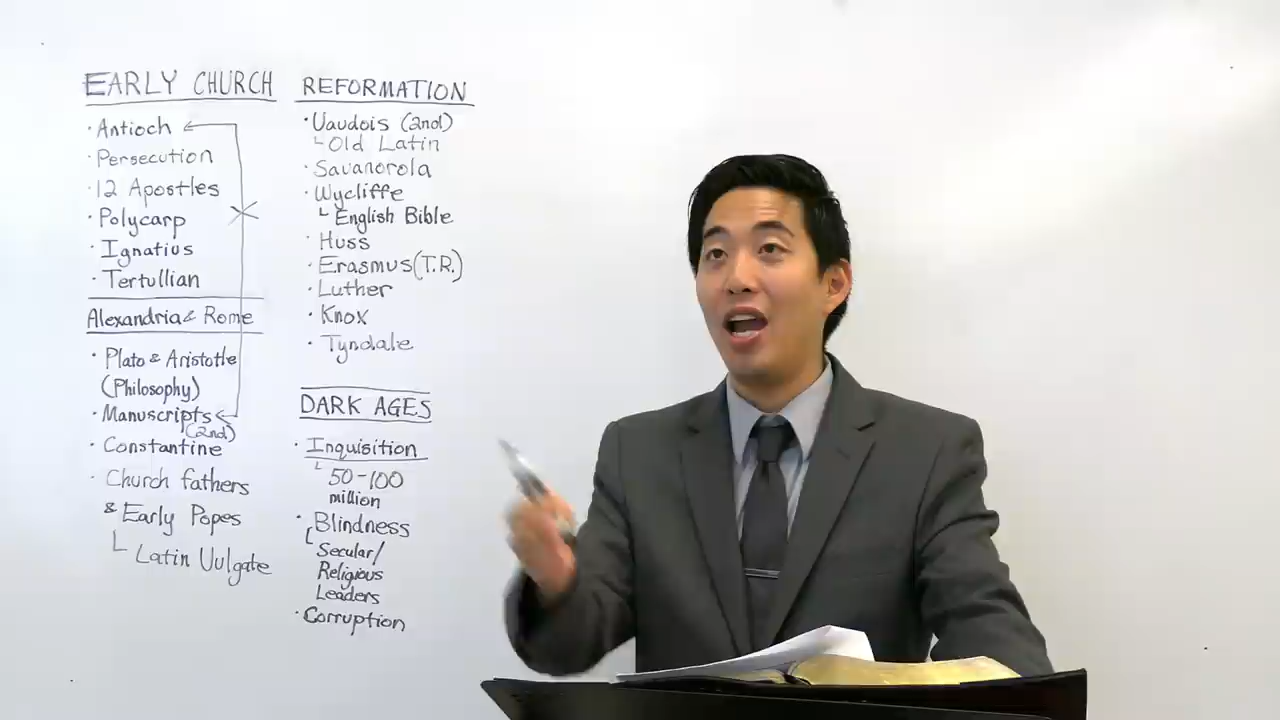 EARLY CHURCH
· Antioch
· Persecution
· 12 Apostles
· Polycarp
· Ignatius
· Tertullian
Alexandria & Rome
· Plato & Aristotle
(Philosophy)
· Manuscripts
(2nd)
· Constantine
· Church fathers
& Early Popes
└ Latin Vulgate
REFORMATION
· Vaudois (2nd)
└ Old Latin
· Savanorola
· Wycliffe
└ English Bible
· Huss
· Erasmus (T.R.)
· Luther
· Knox
· Tyndale
DARK AGES
· Inquisition
└ 50-100
million
· Blindness
└ Secular/
Religious
Leaders
· Corruption